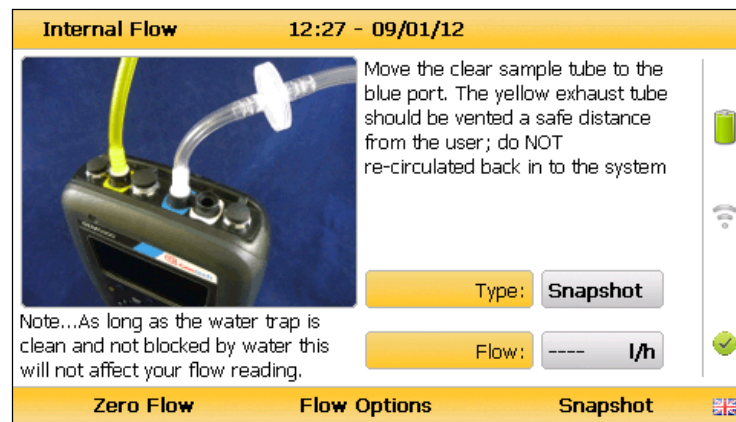 Internal Flow 12:27 - 09/01/12
Move the clear sample tube to the
blue port. The yellow exhaust tube
should be vented a safe distance
from the user; do NOT
re-circulated back in to the system
Type: Snapshot
Note...As long as the water trap is
clean and not blocked by water this
will not affect your flow reading.
Flow: ---- l/h
Zero Flow Flow Options Snapshot